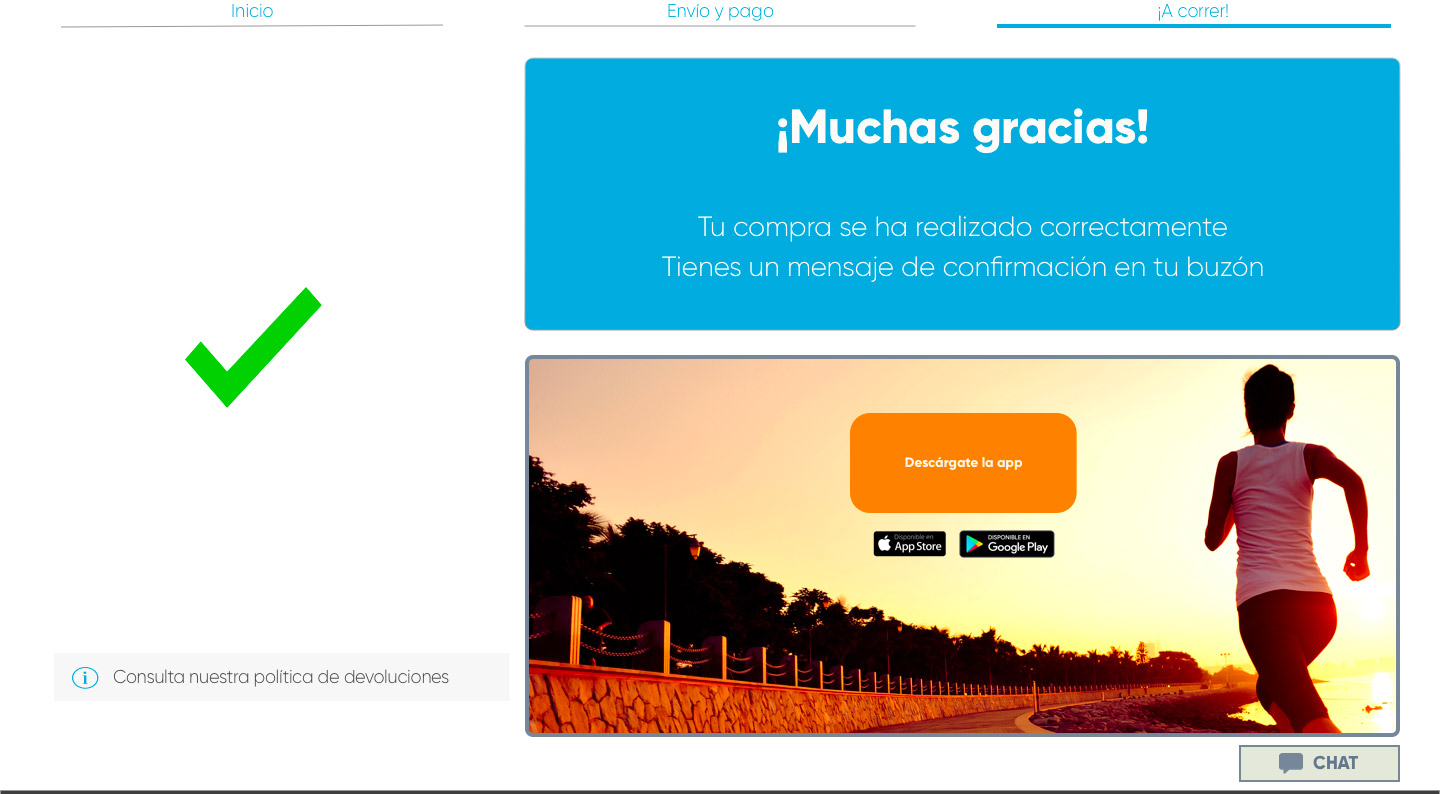 Inicio
Envío y pago
¡A correr!
¡Muchas gracias!
Tu compra se ha realizado correctamente
Tienes un mensaje de confirmación en tu buzón
Descárgate la app
Disponible en
App Store
DISPONIBLE EN
Google Play
i
Consulta nuestra política de devoluciones
CHAT